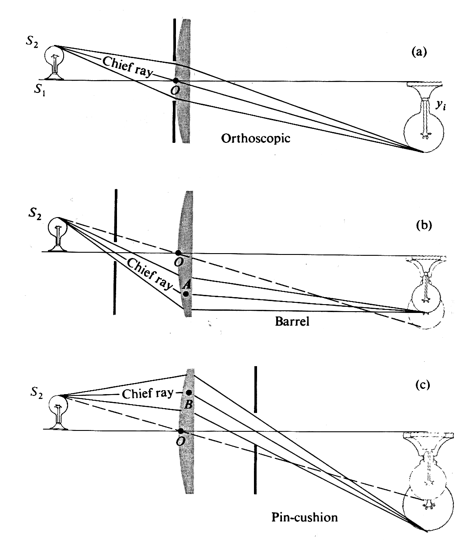 S₂
(a)
Chief ray
O
S₁
yᵢ
Orthoscopic
S₂
(b)
O
Chief ray
A
Barrel
(c)
S₂
Chief ray
B
O
Pin-cushion